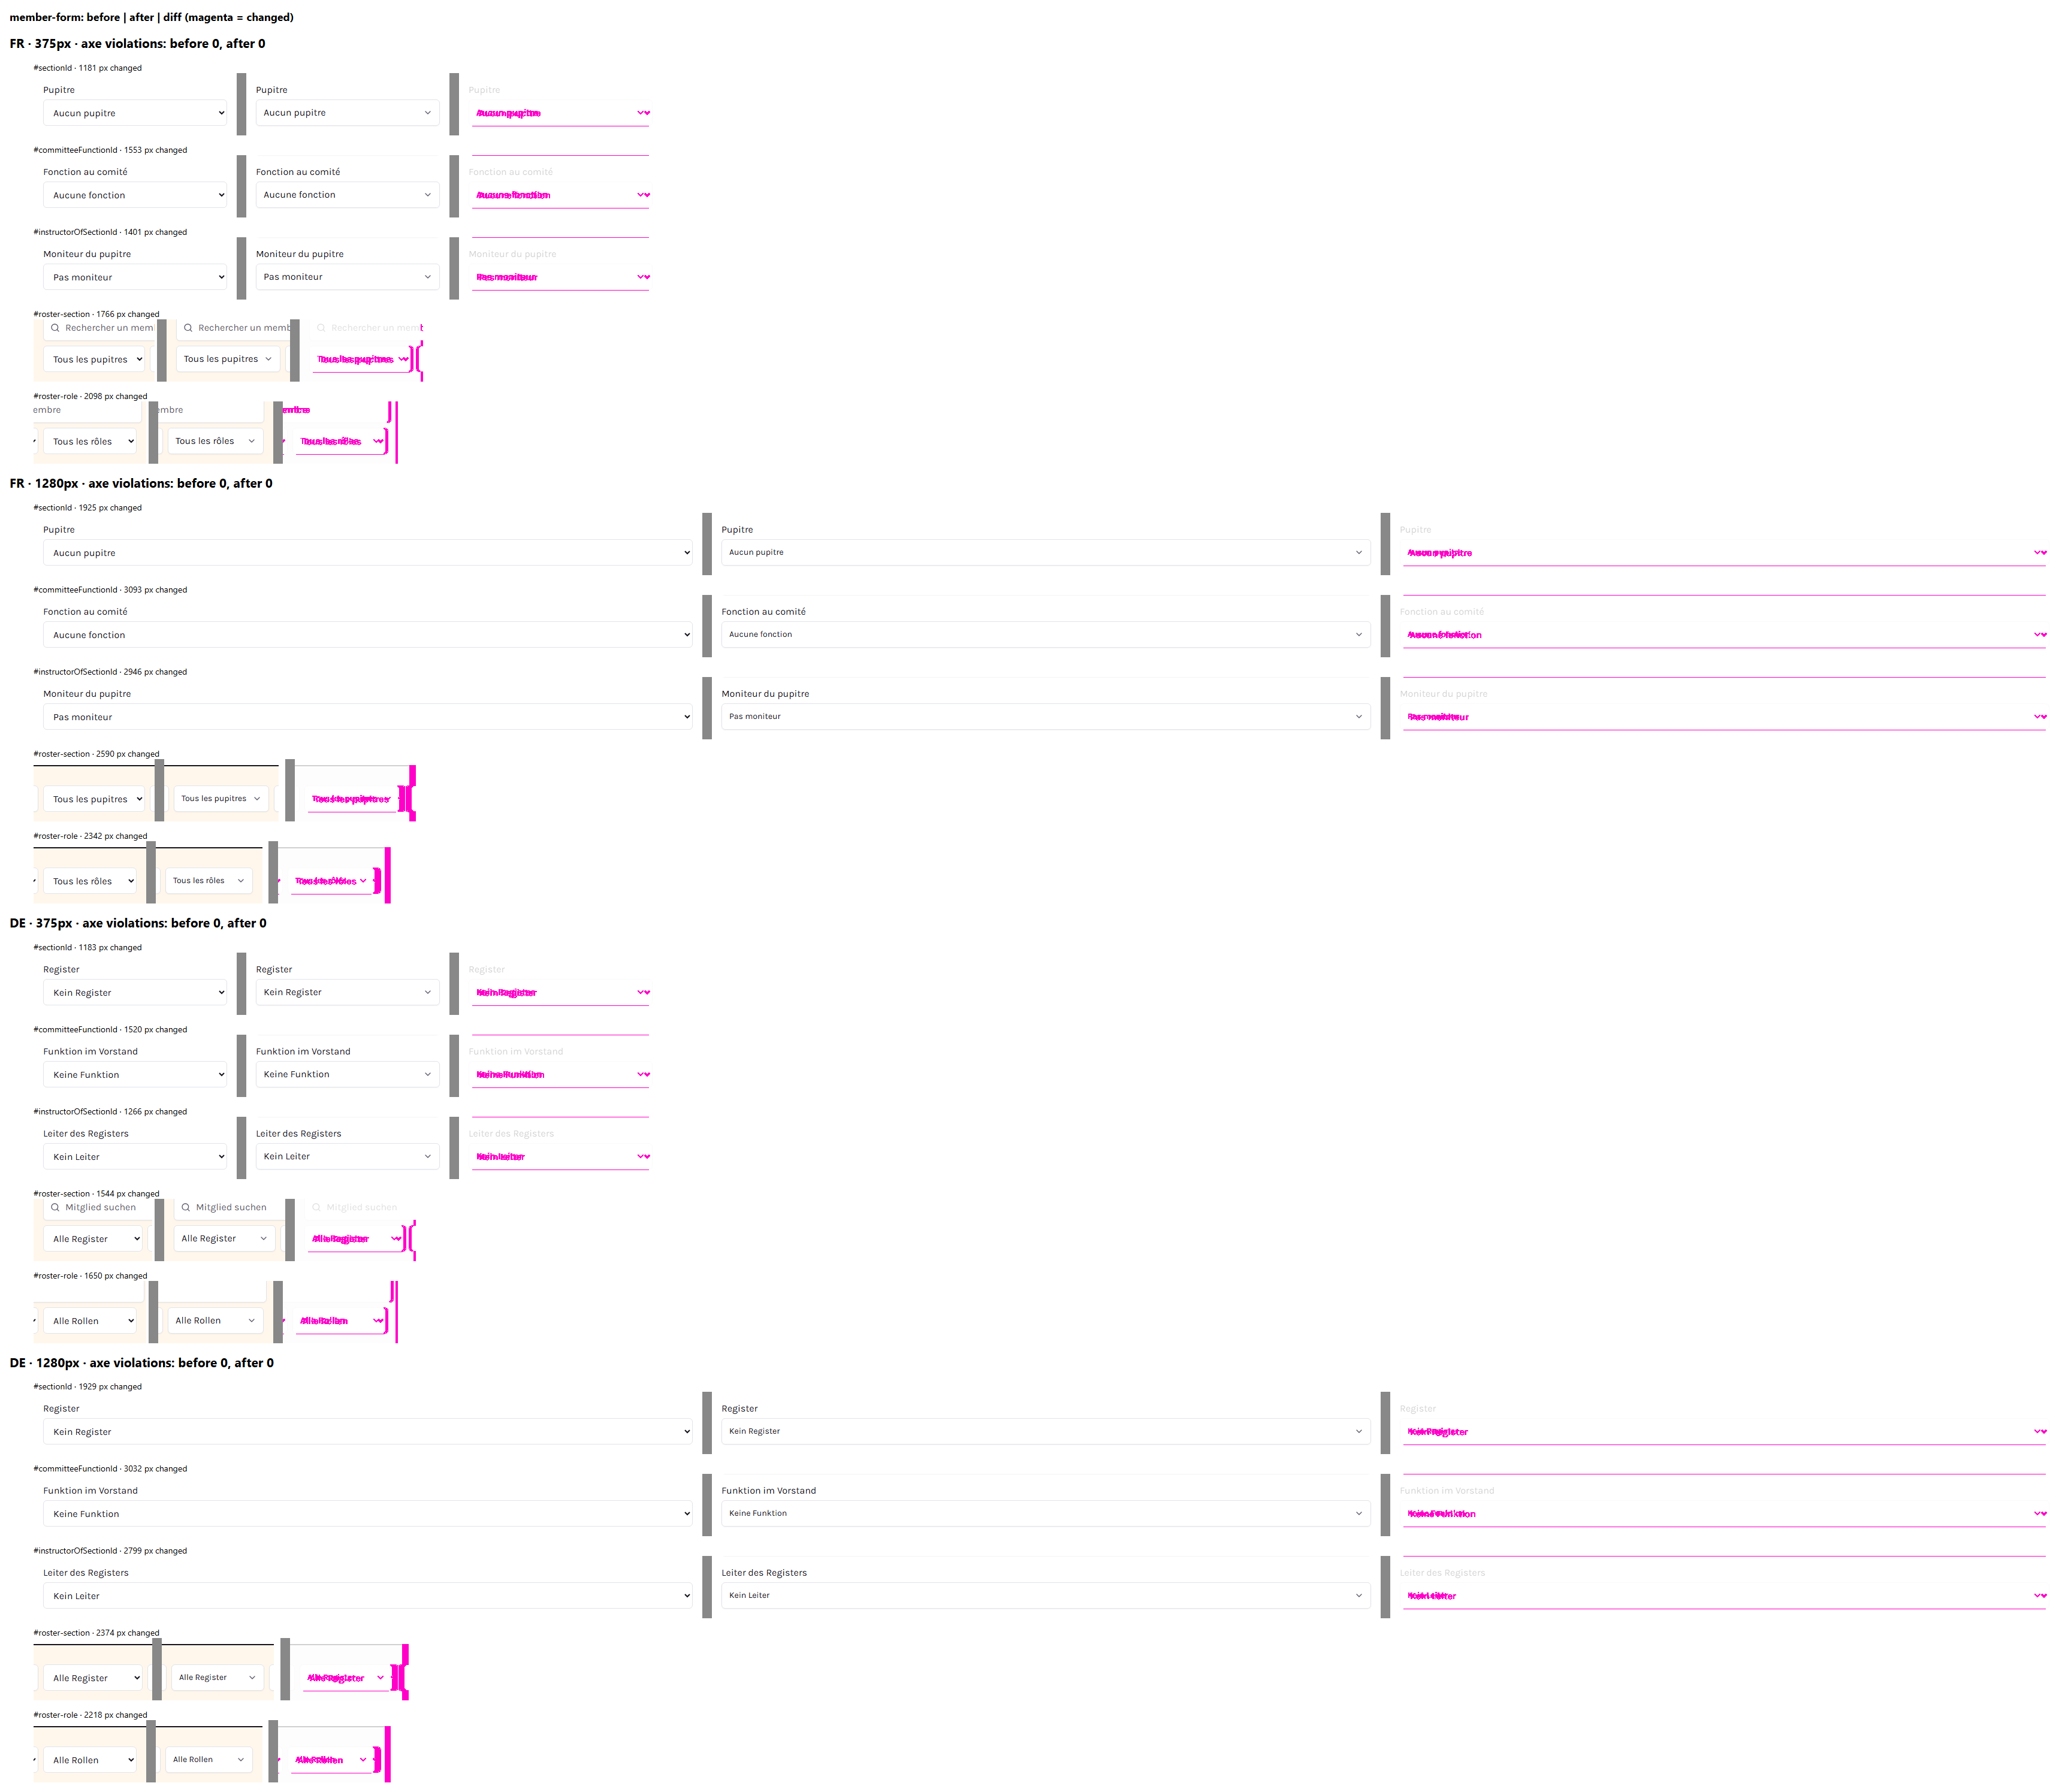 member-form: before | after | diff (magenta = changed)
FR · 375px · axe violations: before 0, after 0
#sectionId · 1181 px changed
Pupitre Pupitre Pupitre
Aucun pupitre Aucun pupitre
#committeeFunctionId · 1553 px changed
Fonction au comité Fonction au comité Fonction au comité
Aucune fonction Aucune fonction
#instructorOfSectionId · 1401 px changed
Moniteur du pupitre Moniteur du pupitre Moniteur du pupitre
Pas moniteur Pas moniteur
#roster-section · 1766 px changed
Rechercher un mem Rechercher un memb Rechercher un memb
Tous les pupitres Tous les pupitres
#roster-role · 2098 px changed
embre mbre
Tous les rôles Tous les rôles
FR · 1280px · axe violations: before 0, after 0
#sectionId · 1925 px changed
Pupitre Pupitre Pupitre
Aucun pupitre Aucun pupitre
#committeeFunctionId · 3093 px changed
Fonction au comité Fonction au comité Fonction au comité
Aucune fonction Aucune fonction
#instructorOfSectionId · 2946 px changed
Moniteur du pupitre Moniteur du pupitre Moniteur du pupitre
Pas moniteur Pas moniteur
#roster-section · 2590 px changed
Tous les pupitres Tous les pupitres
#roster-role · 2342 px changed
Tous les rôles Tous les rôles
DE · 375px · axe violations: before 0, after 0
#sectionId · 1183 px changed
Register Register Register
Kein Register Kein Register
#committeeFunctionId · 1520 px changed
Funktion im Vorstand Funktion im Vorstand Funktion im Vorstand
Keine Funktion Keine Funktion
#instructorOfSectionId · 1266 px changed
Leiter des Registers Leiter des Registers Leiter des Registers
Kein Leiter Kein Leiter
#roster-section · 1544 px changed
Mitglied suchen Mitglied suchen Mitglied suchen
Alle Register Alle Register
#roster-role · 1650 px changed
Alle Rollen Alle Rollen
DE · 1280px · axe violations: before 0, after 0
#sectionId · 1929 px changed
Register Register Register
Kein Register Kein Register
#committeeFunctionId · 3032 px changed
Funktion im Vorstand Funktion im Vorstand Funktion im Vorstand
Keine Funktion Keine Funktion
#instructorOfSectionId · 2799 px changed
Leiter des Registers Leiter des Registers Leiter des Registers
Kein Leiter Kein Leiter
#roster-section · 2374 px changed
Alle Register Alle Register
#roster-role · 2218 px changed
Alle Rollen Alle Rollen